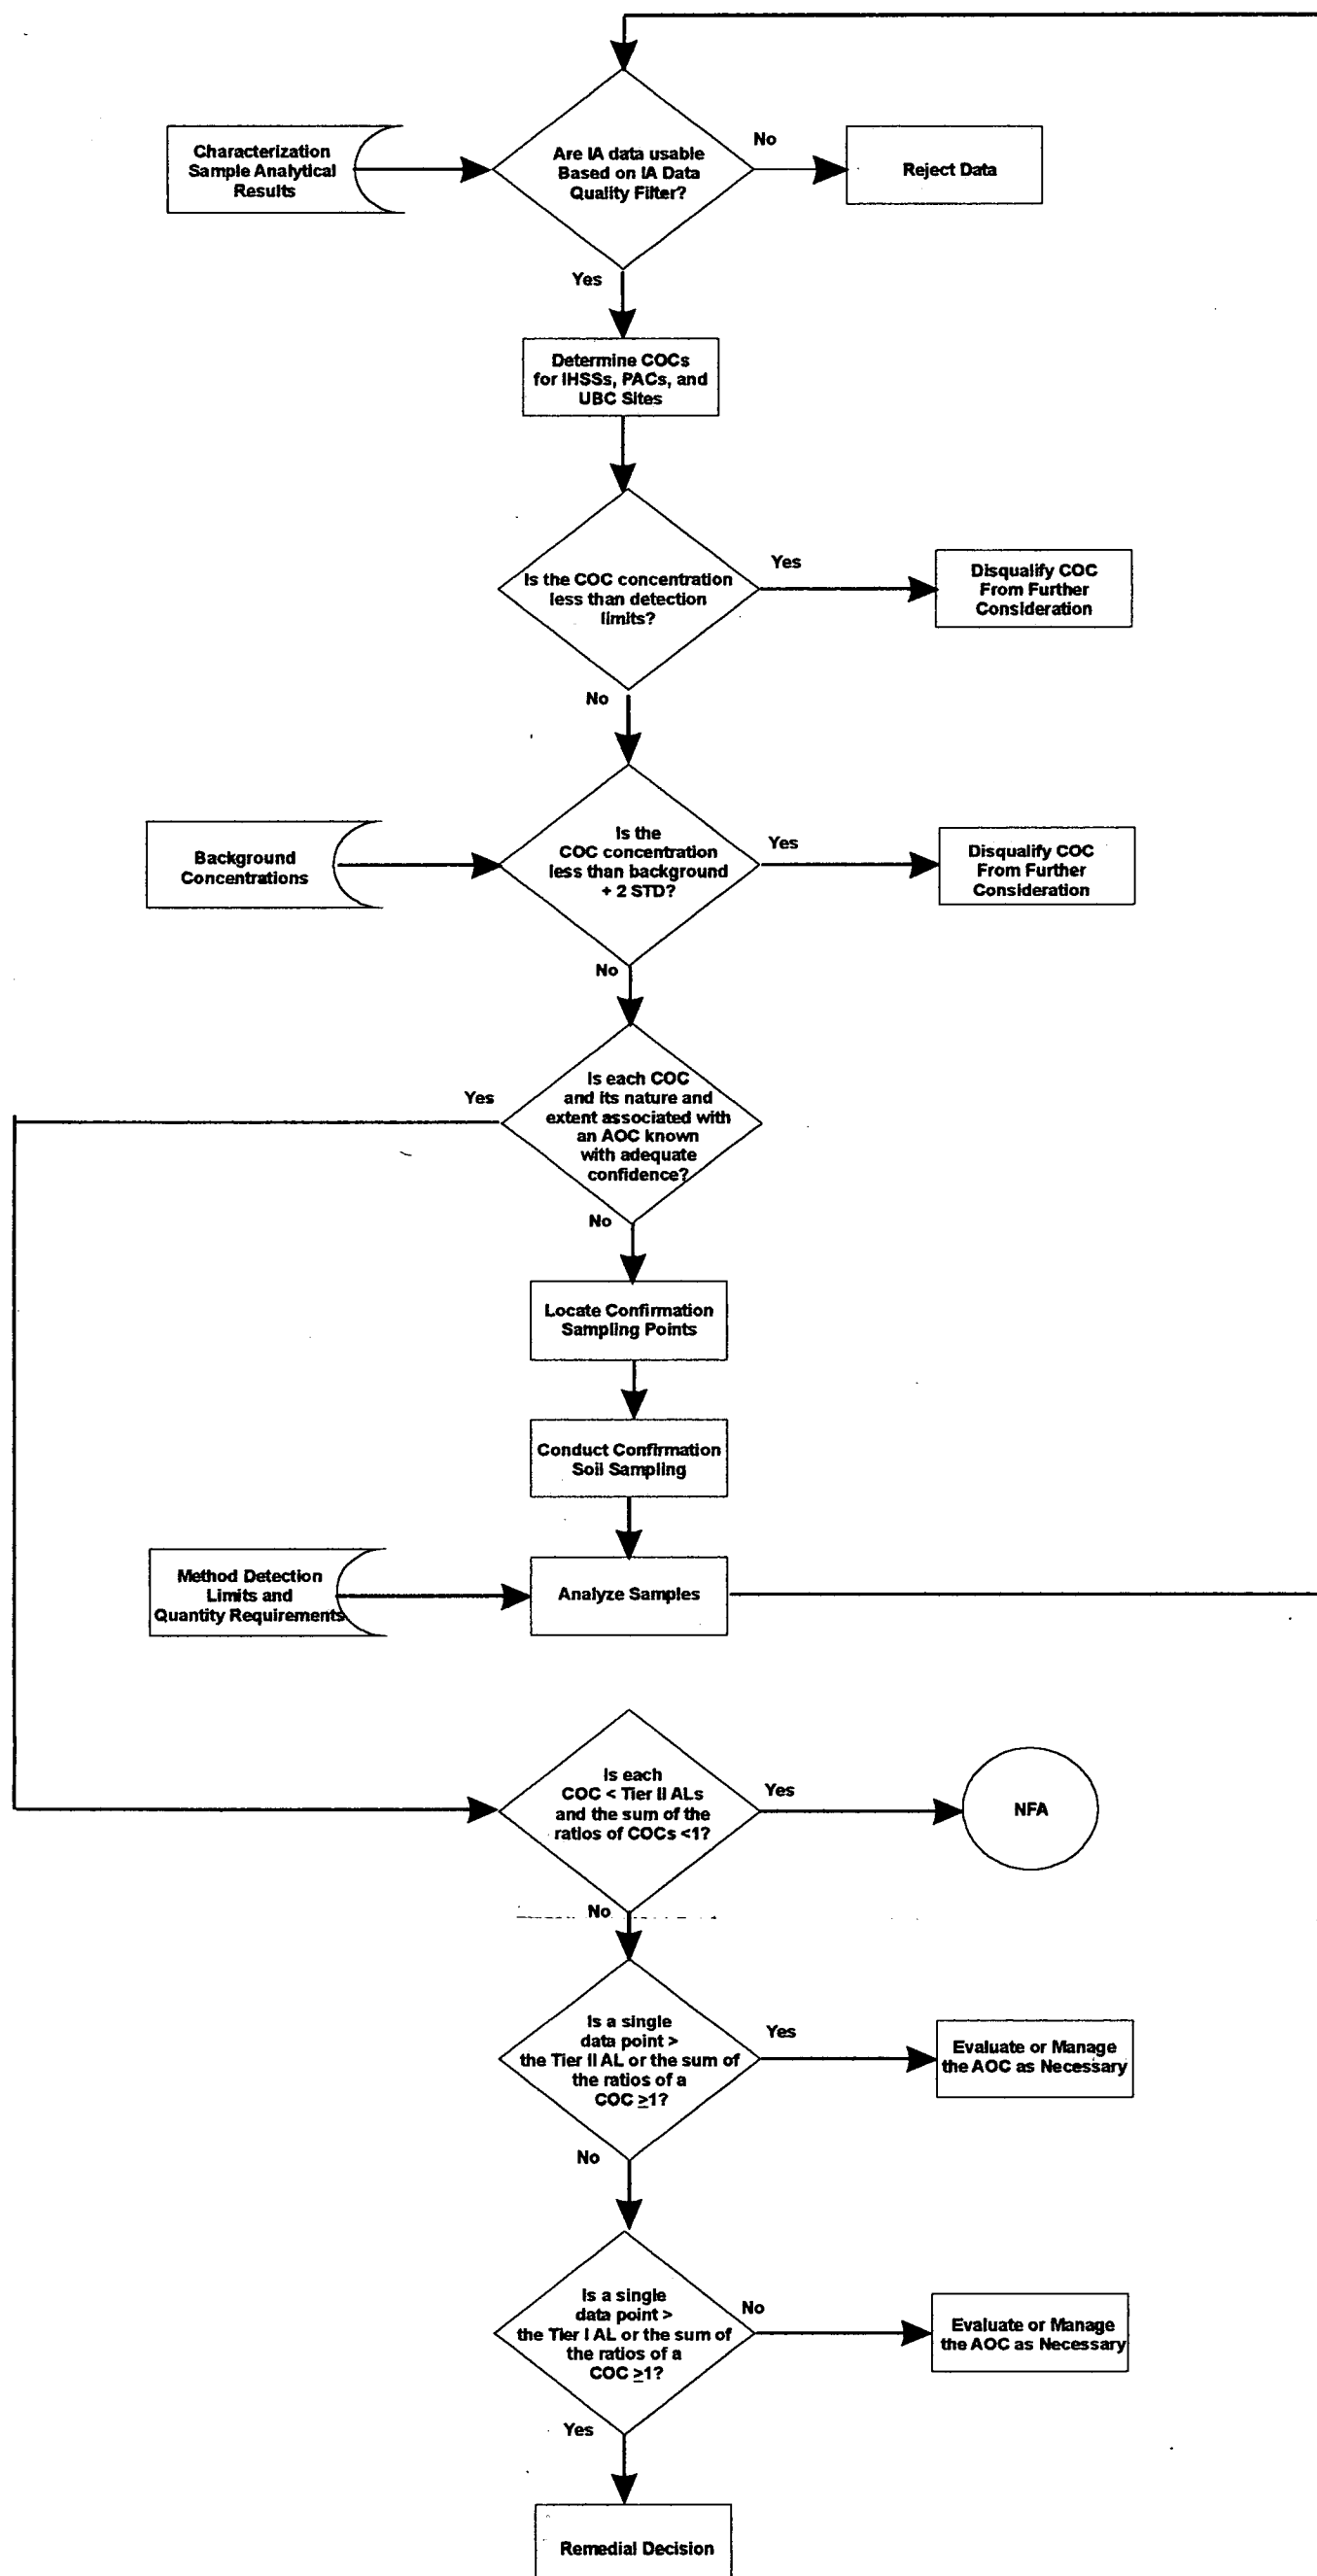 Characterization
Sample Analytical
Results
Are IA data usable
Based on IA Data
Quality Filter?
No
Reject Data
Yes
Determine COCs
for IHSSs, PACs, and
UBC Sites
Is the COC concentration
less than detection
limits?
Yes
Disqualify COC
From Further
Consideration
No
Background
Concentrations
Is the
COC concentration
less than background
+ 2 STD?
Yes
Disqualify COC
From Further
Consideration
No
Yes
Is each COC
and its nature and
extent associated with
an AOC known
with adequate
confidence?
No
Locate Confirmation
Sampling Points
Conduct Confirmation
Soil Sampling
Method Detection
Limits and
Quantity Requirements
Analyze Samples
Is each
COC < Tier II ALs
and the sum of the
ratios of COCs <1?
Yes
NFA
No
Is a single
data point >
the Tier II AL or the sum of
the ratios of a
COC ≥1?
Yes
Evaluate or Manage
the AOC as Necessary
No
Is a single
data point >
the Tier I AL or the sum of
the ratios of a
COC ≥1?
No
Evaluate or Manage
the AOC as Necessary
Yes
Remedial Decision